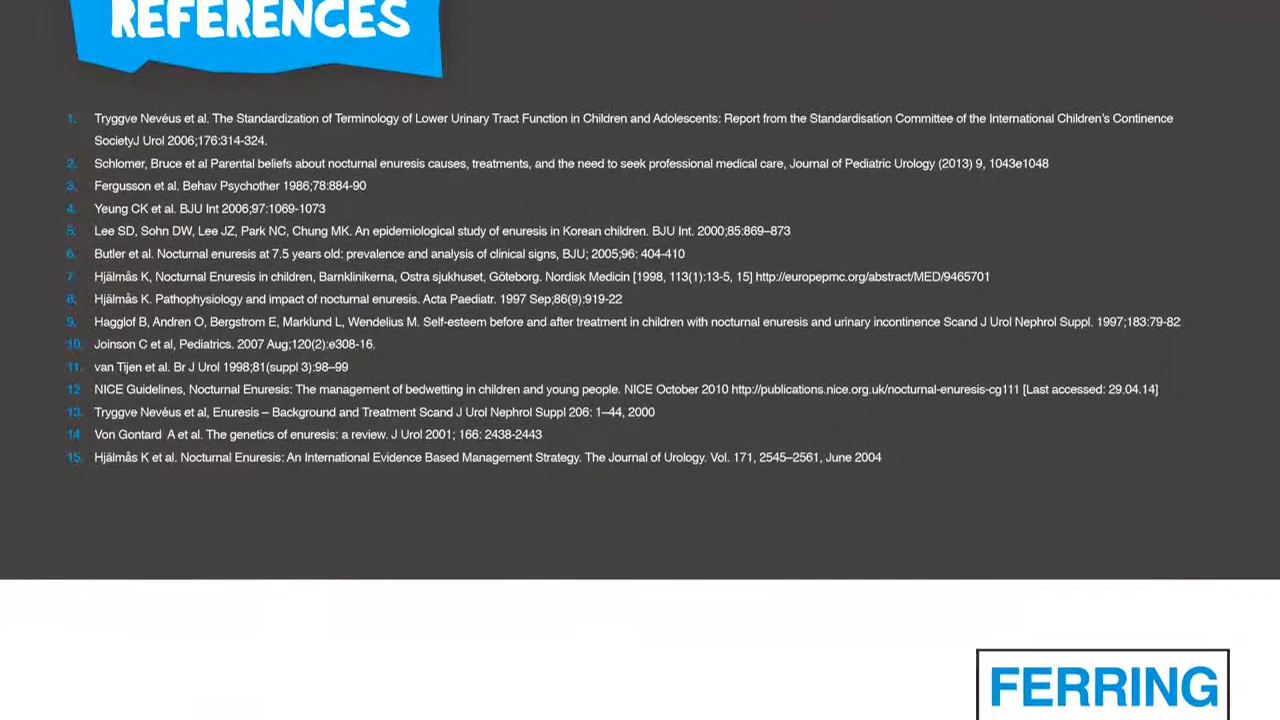 REFERENCES
1. Tryggve Nevéus et al. The Standardization of Terminology of Lower Urinary Tract Function in Children and Adolescents: Report from the Standardisation Committee of the International Children's Continence
SocietyJ Urol 2006;176:314-324.
2. Schlomer, Bruce et al Parental beliefs about nocturnal enuresis causes, treatments, and the need to seek professional medical care, Journal of Pediatric Urology (2013) 9, 1043e1048
3. Fergusson et al. Behav Psychother 1986;78:884-90
4. Yeung CK et al. BJU Int 2006;97:1069-1073
5. Lee SD, Sohn DW, Lee JZ, Park NC, Chung MK. An epidemiological study of enuresis in Korean children. BJU Int. 2000;85:869–873
6. Butler et al. Nocturnal enuresis at 7.5 years old: prevalence and analysis of clinical signs, BJU; 2005;96: 404-410
7. Hjälmås K, Nocturnal Enuresis in children, Barnklinikerna, Ostra sjukhuset, Göteborg. Nordisk Medicin [1998, 113(1):13-5, 15] http://europepmc.org/abstract/MED/9465701
8. Hjälmås K. Pathophysiology and impact of nocturnal enuresis. Acta Paediatr. 1997 Sep;86(9):919-22
9. Hagglof B, Andren O, Bergstrom E, Marklund L, Wendelius M. Self-esteem before and after treatment in children with nocturnal enuresis and urinary incontinence Scand J Urol Nephrol Suppl. 1997;183:79-82
10. Joinson C et al, Pediatrics. 2007 Aug;120(2):e308-16.
11. van Tijen et al. Br J Urol 1998;81(suppl 3):98–99
12. NICE Guidelines, Nocturnal Enuresis: The management of bedwetting in children and young people. NICE October 2010 http://publications.nice.org.uk/nocturnal-enuresis-cg111 [Last accessed: 29.04.14]
13. Tryggve Nevéus et al, Enuresis – Background and Treatment Scand J Urol Nephrol Suppl 206: 1–44, 2000
14. Von Gontard A et al. The genetics of enuresis: a review. J Urol 2001; 166: 2438-2443
15. Hjälmås K et al. Nocturnal Enuresis: An International Evidence Based Management Strategy. The Journal of Urology. Vol. 171, 2545–2561, June 2004
FERRING